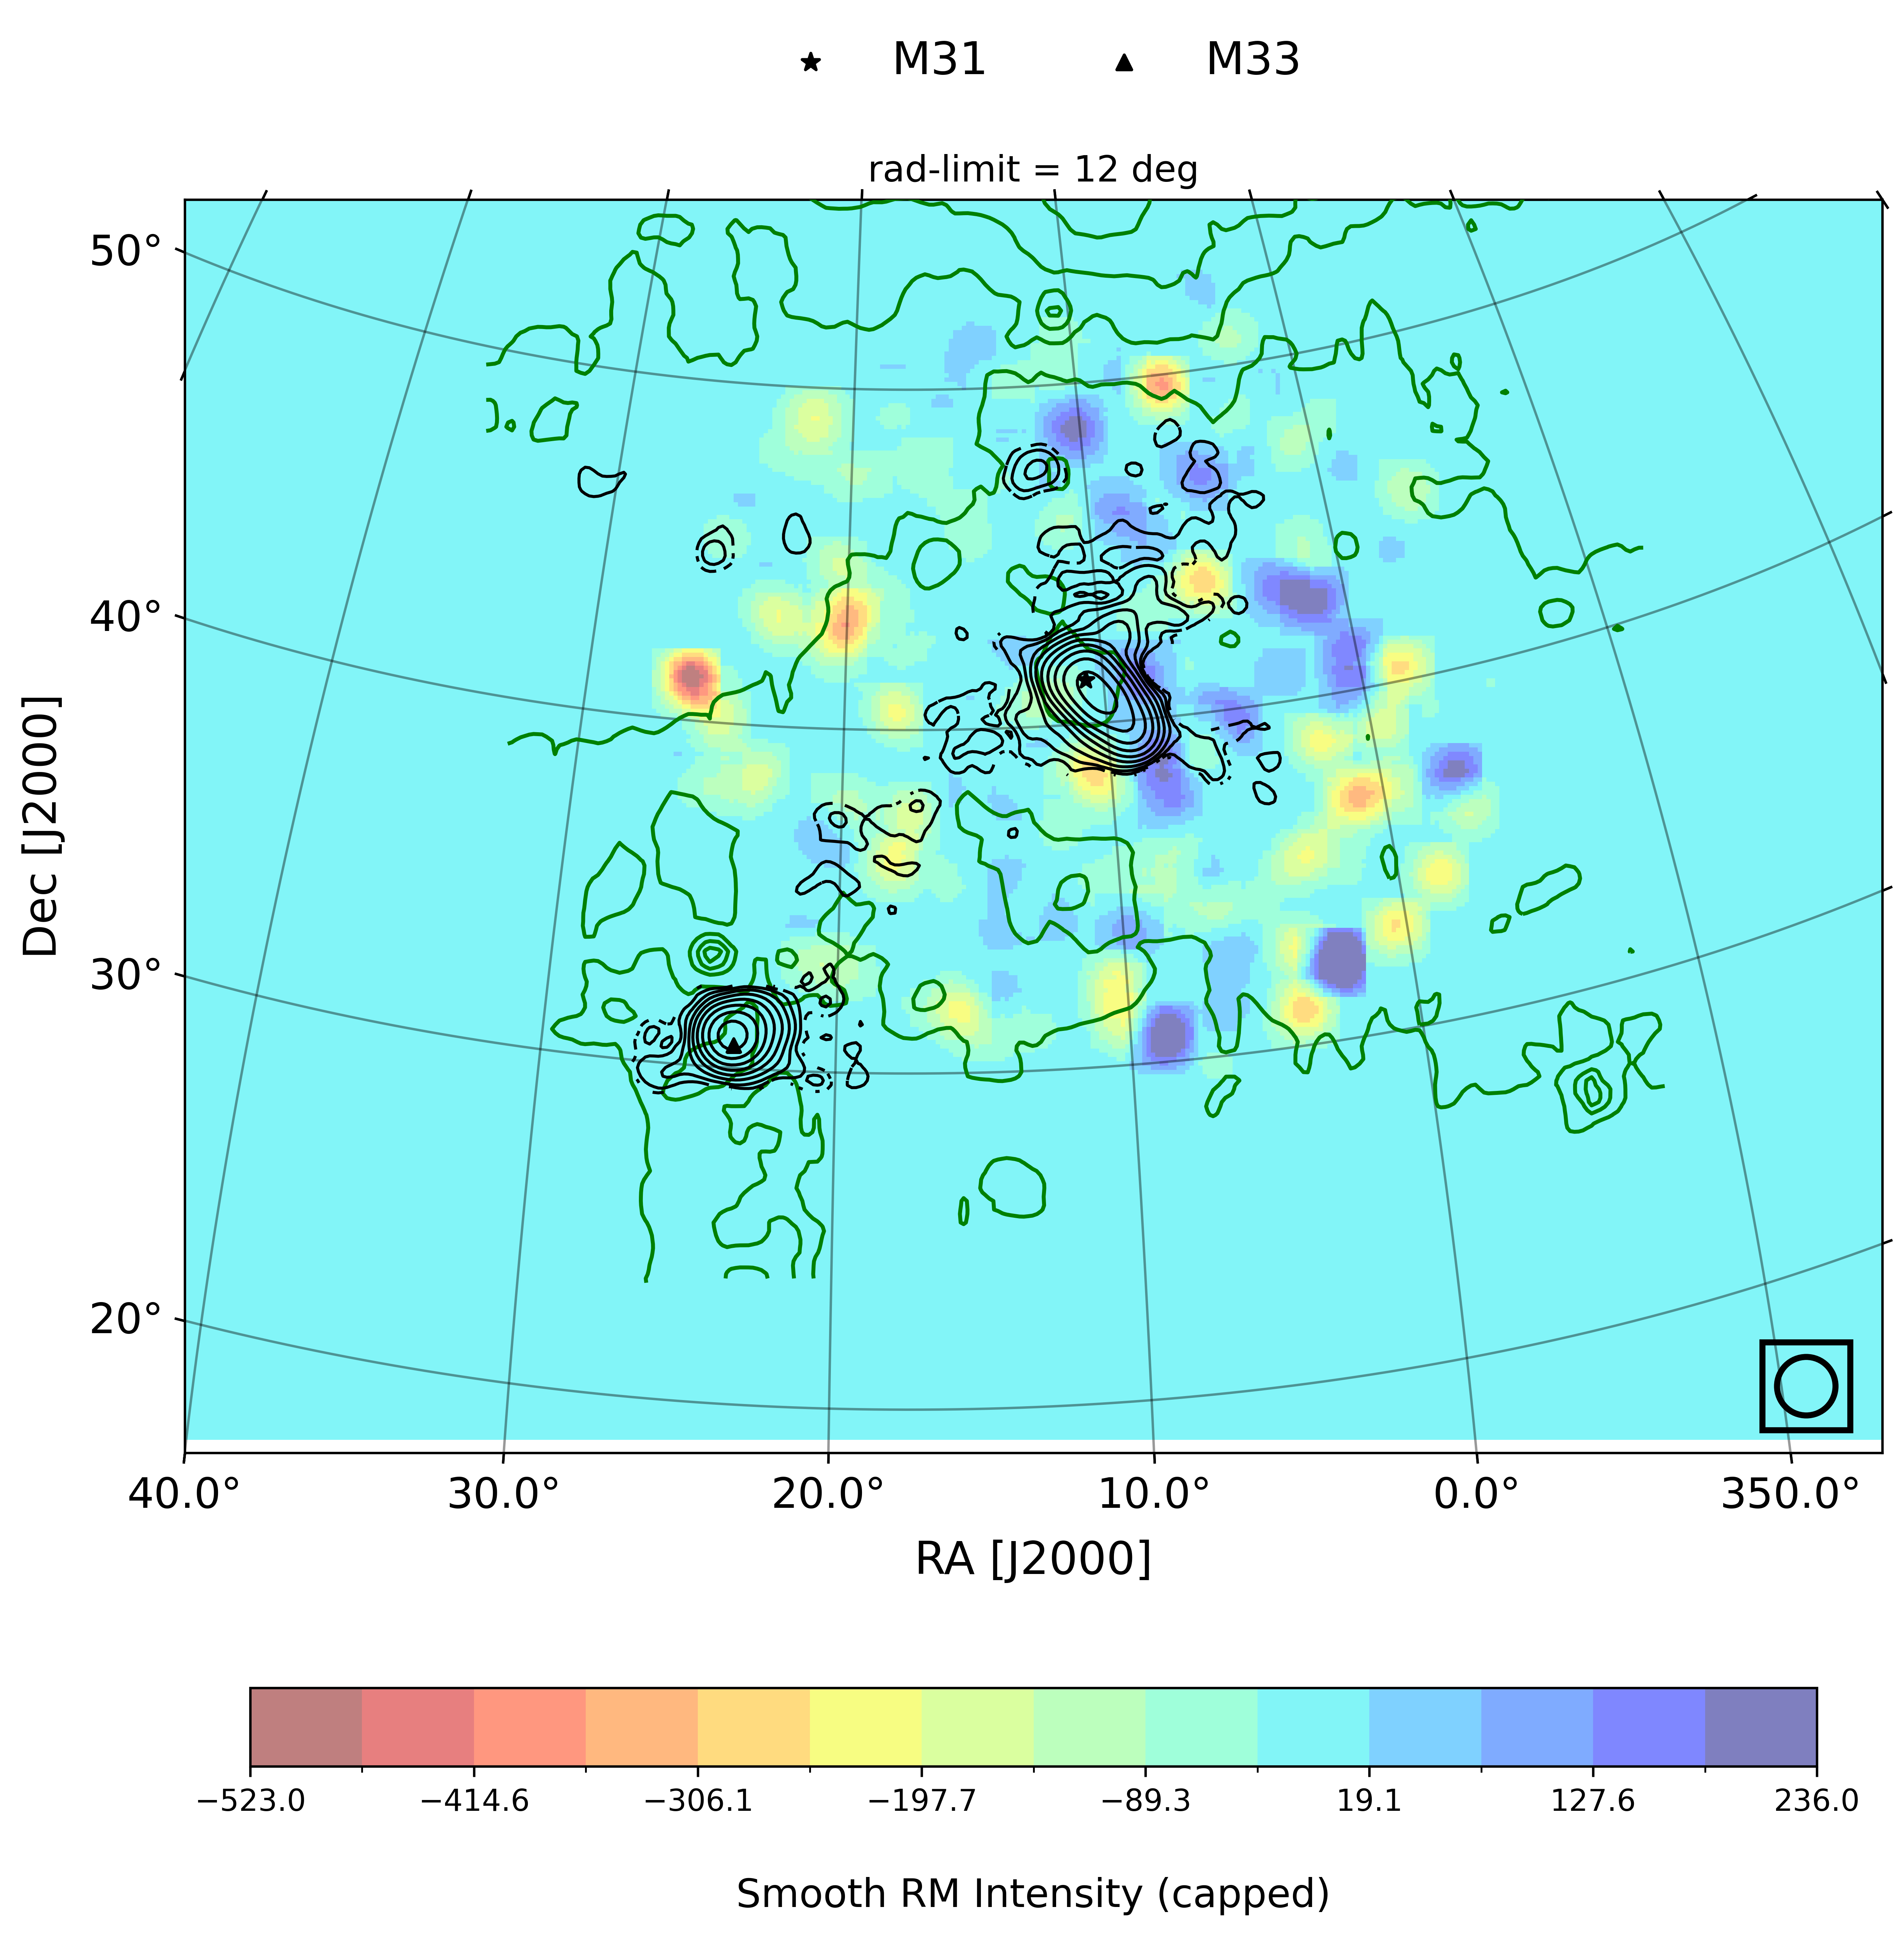 M31 M33
rad-limit = 12 deg
50°
40°
30°
20°
Dec [J2000]
40.0° 30.0° 20.0° 10.0° 0.0° 350.0°
RA [J2000]
−523.0 −414.6 −306.1 −197.7 −89.3 19.1 127.6 236.0
Smooth RM Intensity (capped)